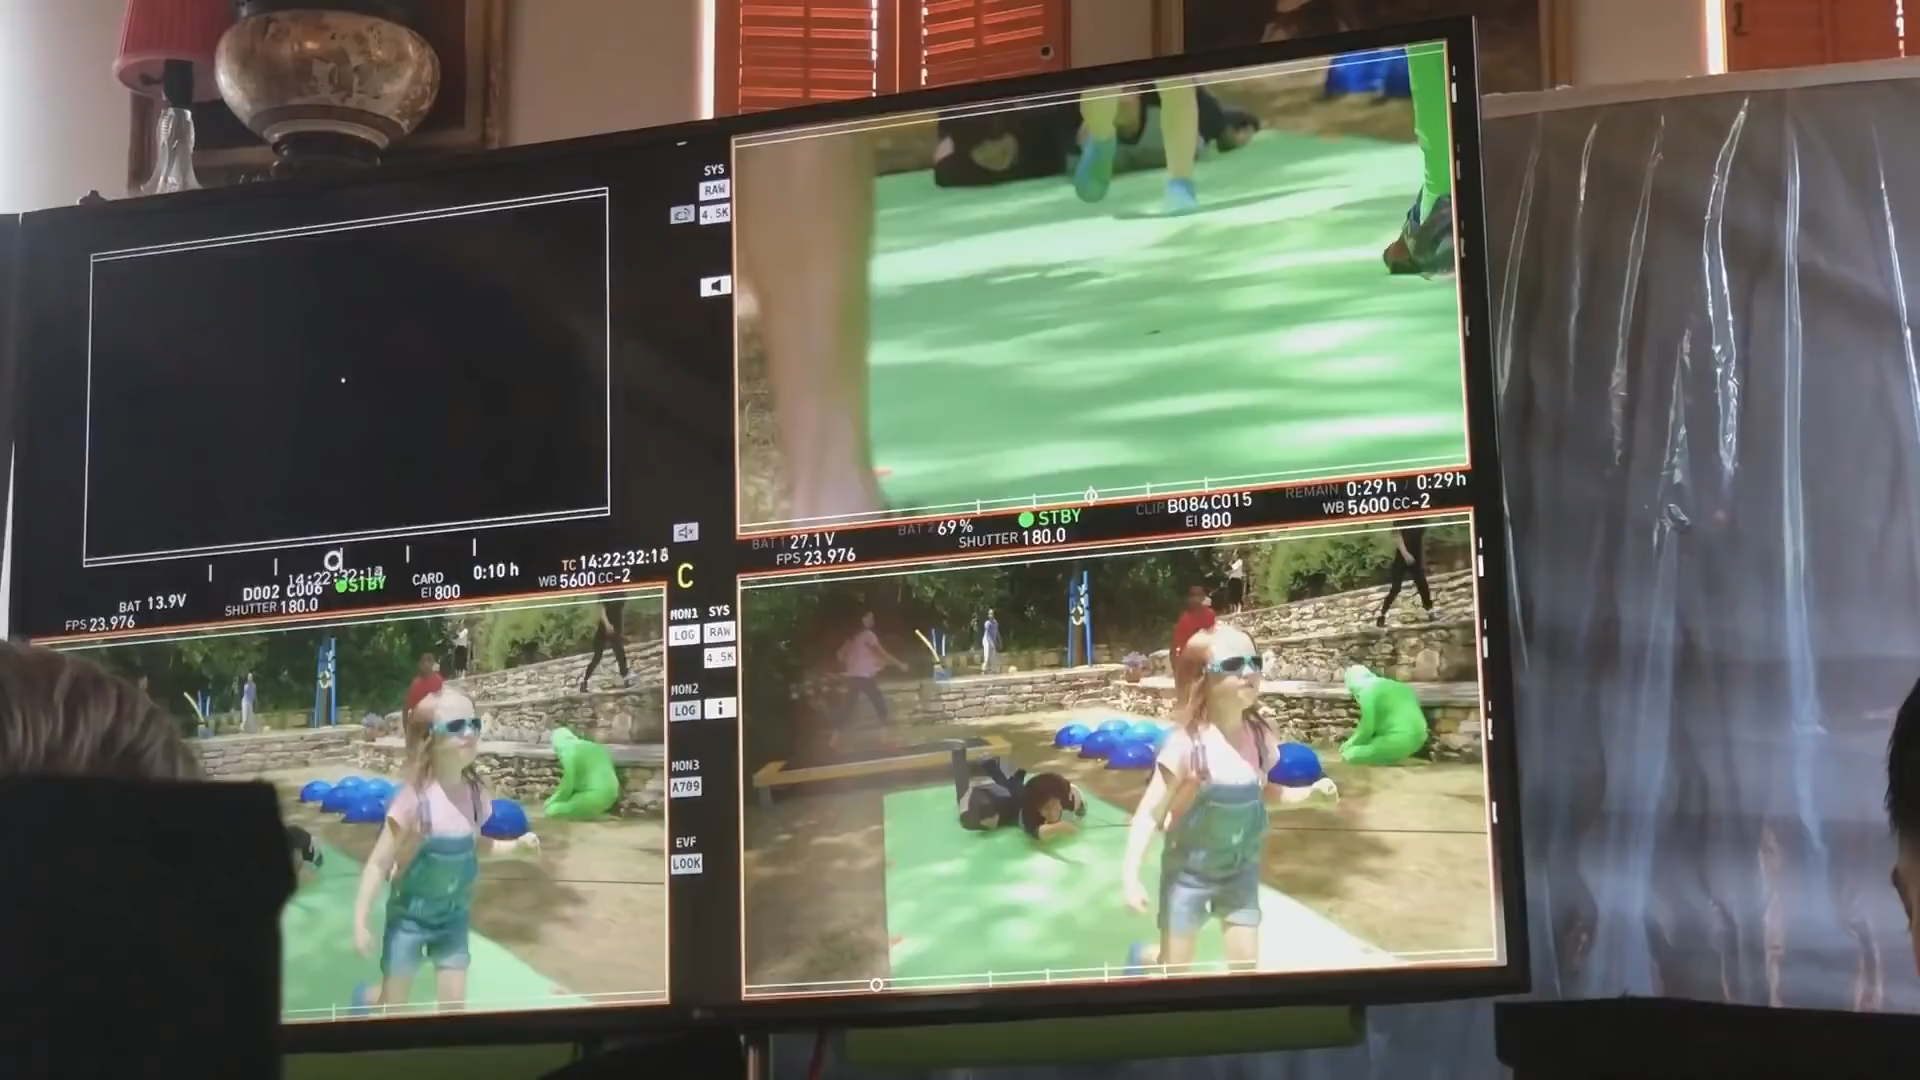 SYS
RAW
4.5K
BAT 1 27.1 V
BAT 2 69%
STBY
CLIP B084C015
REMAIN 0:29 h / 0:29 h
FPS 23.976
SHUTTER 180.0
EI 800
WB 5600 CC-2
TC 14:22:32:18
BAT 13.9V
D002 C006
STBY
CARD
0:10 h
FPS 23.976
SHUTTER 180.0
EI 800
WB 5600 CC-2
C
MON1 SYS
LOG RAW
4.5K
MON2
LOG i
MON3
A709
EVF
LOOK